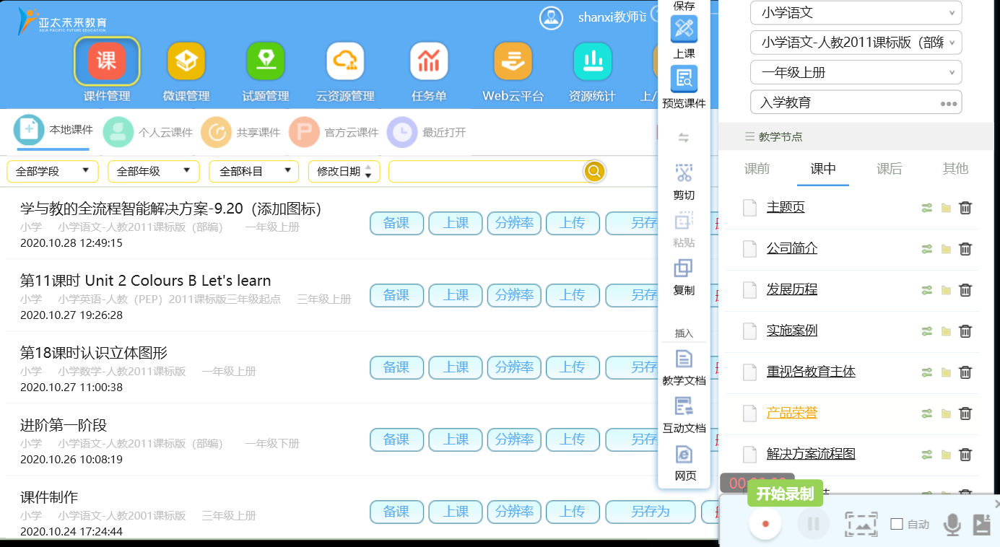 亚太未来教育
ASIA PACIFIC FUTURE EDUCATION
shanxi教师
课
课件管理
微课管理
试题管理
云资源管理
任务单
Web云平台
资源统计
上/
本地课件
个人云课件
共享课件
P
官方云课件
最近打开
全部学段
全部年级
全部科目
修改日期
学与教的全流程智能解决方案-9.20（添加图标）
小学 小学语文-人教2011课标版（部编） 一年级上册
2020.10.28 12:49:15
备课 上课 分辨率 上传 另存
第11课时 Unit 2 Colours B Let's learn
小学 小学英语-人教（PEP）2011课标版三年级起点 三年级上册
2020.10.27 19:26:28
备课 上课 分辨率 上传 另存
第18课时认识立体图形
小学 小学数学-人教2011课标版 一年级上册
2020.10.27 11:00:38
备课 上课 分辨率 上传 另存
进阶第一阶段
小学 小学语文-人教2011课标版（部编） 一年级下册
2020.10.26 10:08:19
备课 上课 分辨率 上传 另存
课件制作
小学 小学语文-人教2001课标版 三年级上册
2020.10.24 17:24:44
备课 上课 分辨率 上传 另存为
保存
上课
预览课件
剪切
粘贴
复制
插入
教学文档
互动文档
网页
小学语文
小学语文-人教2011课标版（部编
一年级上册
入学教育
教学节点
课前 课中 课后 其他
主题页
公司简介
发展历程
实施案例
重视各教育主体
产品荣誉
解决方案流程图
开始录制
自动